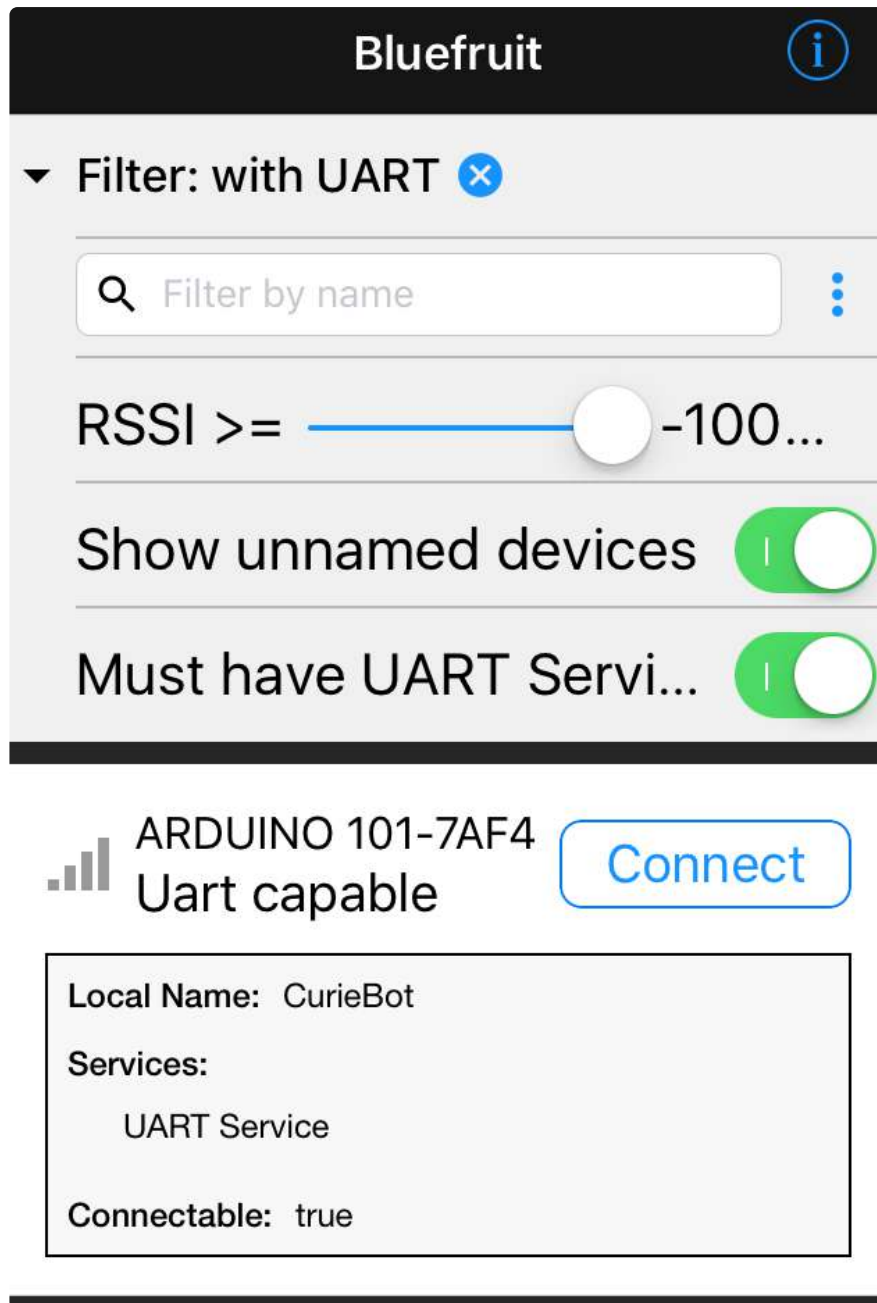 Bluefruit
Filter: with UART
Filter by name
RSSI >= -100...
Show unnamed devices
Must have UART Servi...
ARDUINO 101-7AF4
Uart capable
Connect
Local Name: CurieBot
Services:
UART Service
Connectable: true